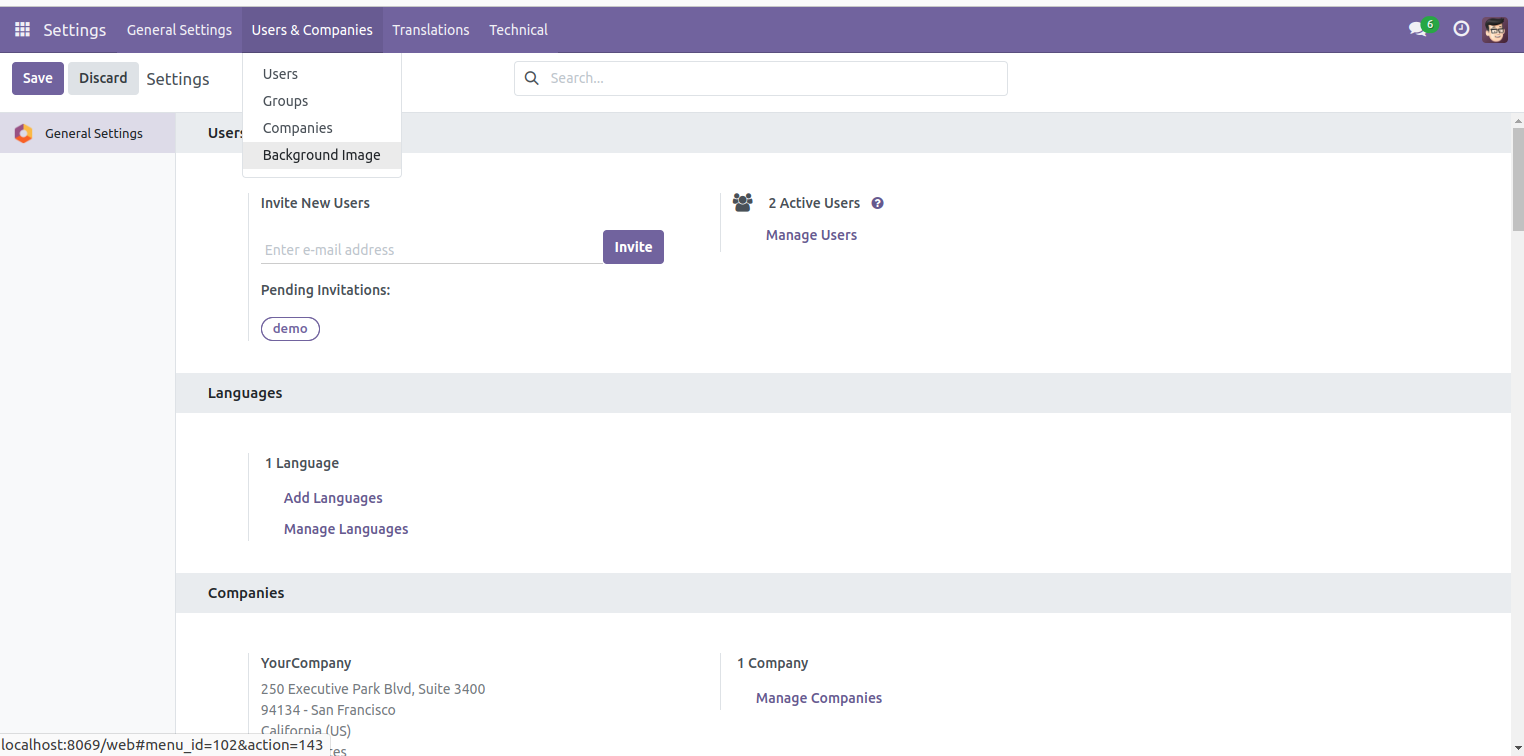 Settings General Settings Users & Companies Translations Technical 6
Save Discard Settings Search...
Users
Groups
Companies
Background Image
General Settings
Users
Invite New Users
Enter e-mail address Invite
Pending Invitations:
demo
2 Active Users ?
Manage Users
Languages
1 Language
Add Languages
Manage Languages
Companies
YourCompany
250 Executive Park Blvd, Suite 3400
94134 - San Francisco
California (US)
1 Company
Manage Companies
localhost:8069/web#menu_id=102&action=143